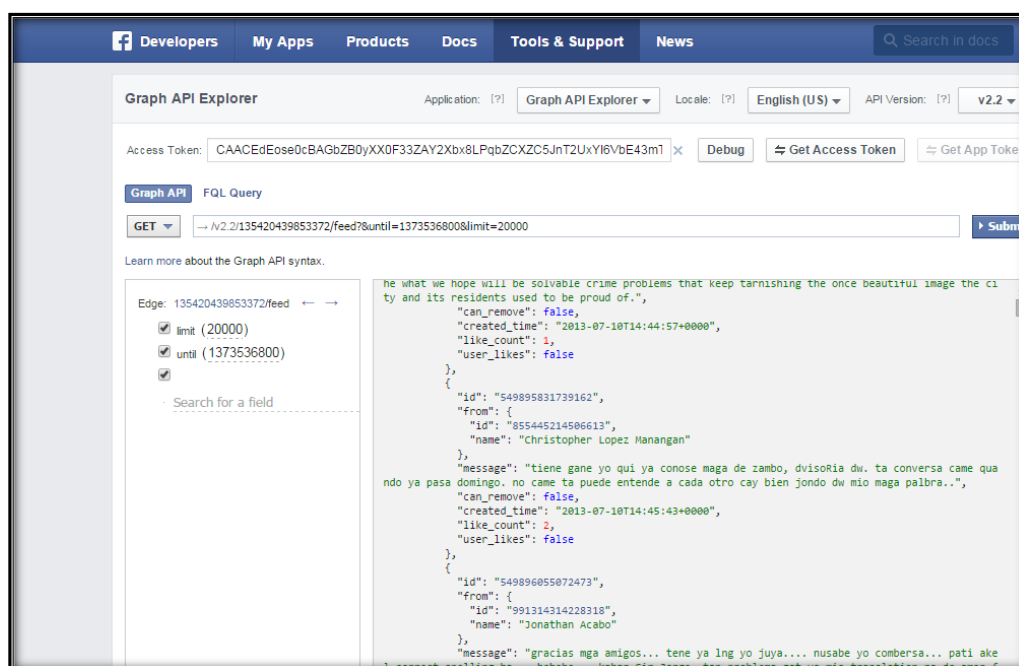 Developers My Apps Products Docs Tools & Support News Search in docs
Graph API Explorer Application: [?] Graph API Explorer Locale: [?] English (US) API Version: [?] v2.2
Access Token: CAACEdEose0cBAGbZB0yXX0F33ZAY2Xbx8LPqbZCXZC5JnT2UxYI6VbE43m Debug Get Access Token Get App Toke
Graph API FQL Query
GET → /v2.2/135420439853372/feed?&until=1373536800&limit=20000 Subm
Learn more about the Graph API syntax.
Edge: 135420439853372/feed ← →
limit (20000)
until (1373536800)
Search for a field
he what we hope will be solvable crime problems that keep tarnishing the once beautiful image the ci
ty and its residents used to be proud of.",
"can_remove": false,
"created_time": "2013-07-10T14:44:57+0000",
"like_count": 1,
"user_likes": false
},
{
"id": "549895831739162",
"from": {
"id": "855445214506613",
"name": "Christopher Lopez Manangan"
},
"message": "tiene gane yo qui ya conose maga de zambo, dvisoRia dw. ta conversa came qua
ndo ya pasa domingo. no came ta puede entende a cada otro cay bien jondo dw mio maga palbra..",
"can_remove": false,
"created_time": "2013-07-10T14:45:43+0000",
"like_count": 2,
"user_likes": false
},
{
"id": "549896055072473",
"from": {
"id": "991314314228318",
"name": "Jonathan Acabo"
},
"message": "gracias mga amigos... tene ya lng yo juya.... nusabe yo combersa... pati ake